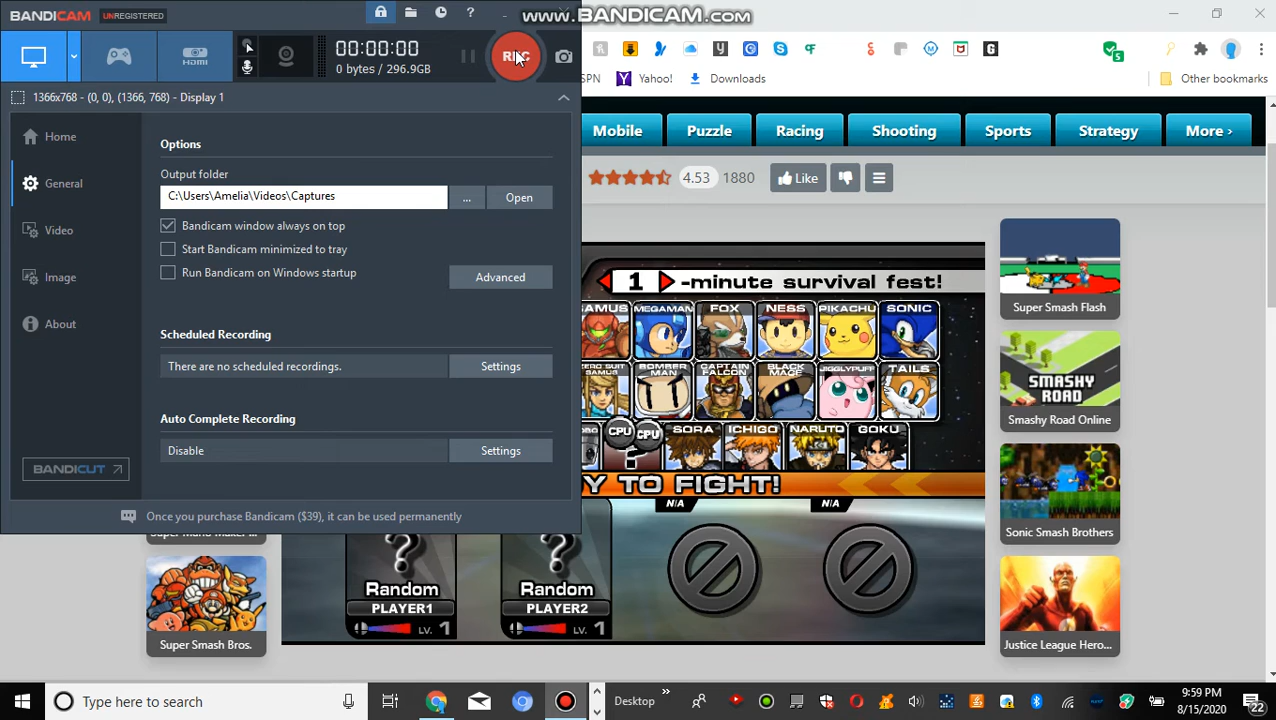 BANDICAM UNREGISTERED
www.BANDICAM.com
00:00:00
0 bytes / 296.9GB
REC
HDMI
1366x768 - (0, 0), (1366, 768) - Display 1
Home
General
Video
Image
About
BANDICUT
Options
Output folder
C:\Users\Amelia\Videos\Captures
... Open
Bandicam window always on top
Start Bandicam minimized to tray
Run Bandicam on Windows startup
Advanced
Scheduled Recording
There are no scheduled recordings. Settings
Auto Complete Recording
Disable Settings
Once you purchase Bandicam ($39), it can be used permanently
SPN Yahoo! Downloads Other bookmarks
Mobile Puzzle Racing Shooting Sports Strategy More ›
4.53 1880 Like
1 -minute survival fest!
AMUS MEGAMAN FOX NESS PIKACHU SONIC
ZERO SUIT SAMUS BOMBER MAN CAPTAIN FALCON BLACK MAGE JIGGLYPUFF TAILS
CPU CPU SORA ICHIGO NARUTO GOKU
Y TO FIGHT!
N/A N/A
Random Random
PLAYER1 PLAYER2
LV. 1 LV. 1
Super Smash Flash
Smashy Road Online
SMASHY ROAD
Sonic Smash Brothers
Justice League Hero...
Super Smash Bros.
Type here to search
Desktop
9:59 PM
8/15/2020
22